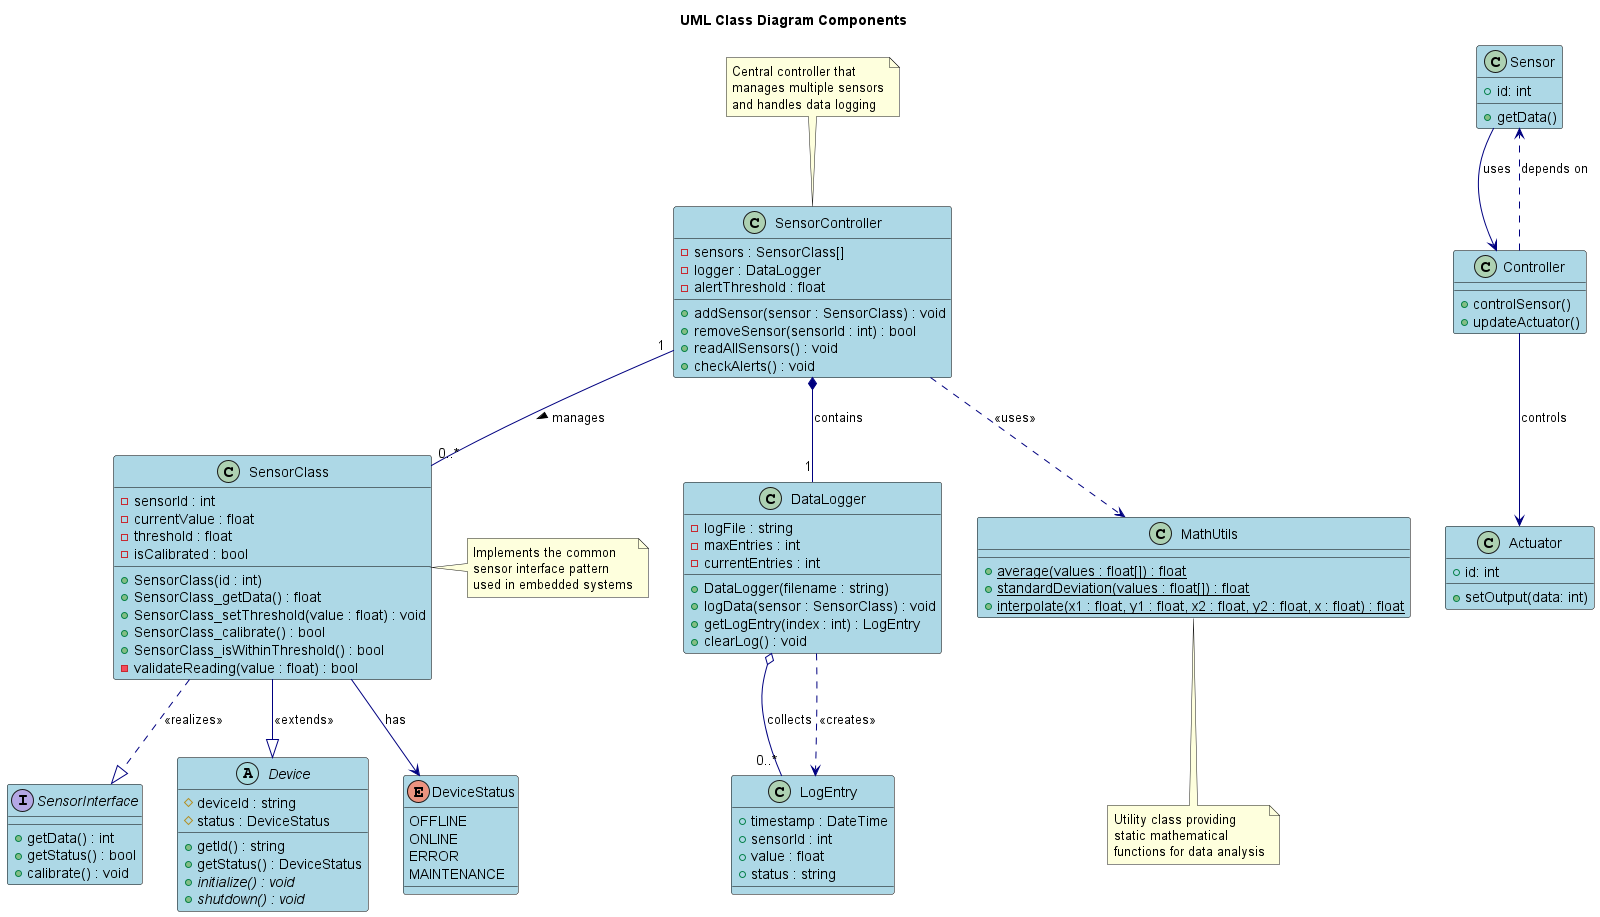 UML Class Diagram Components
Central controller that
manages multiple sensors
and handles data logging
C Sensor
id: int
getData()
uses
depends on
C SensorController
sensors : SensorClass[]
logger : DataLogger
alertThreshold : float
addSensor(sensor : SensorClass) : void
removeSensor(sensorId : int) : bool
readAllSensors() : void
checkAlerts() : void
C Controller
controlSensor()
updateActuator()
1
manages
0..*
contains
1
«uses»
controls
C SensorClass
sensorId : int
currentValue : float
threshold : float
isCalibrated : bool
SensorClass(id : int)
SensorClass_getData() : float
SensorClass_setThreshold(value : float) : void
SensorClass_calibrate() : bool
SensorClass_isWithinThreshold() : bool
validateReading(value : float) : bool
Implements the common
sensor interface pattern
used in embedded systems
C DataLogger
logFile : string
maxEntries : int
currentEntries : int
DataLogger(filename : string)
logData(sensor : SensorClass) : void
getLogEntry(index : int) : LogEntry
clearLog() : void
C MathUtils
average(values : float[]) : float
standardDeviation(values : float[]) : float
interpolate(x1 : float, y1 : float, x2 : float, y2 : float, x : float) : float
C Actuator
id: int
setOutput(data: int)
«realizes»
«extends»
has
collects
«creates»
0..*
I SensorInterface
getData() : int
getStatus() : bool
calibrate() : void
A Device
deviceId : string
status : DeviceStatus
getId() : string
getStatus() : DeviceStatus
initialize() : void
shutdown() : void
E DeviceStatus
OFFLINE
ONLINE
ERROR
MAINTENANCE
C LogEntry
timestamp : DateTime
sensorId : int
value : float
status : string
Utility class providing
static mathematical
functions for data analysis